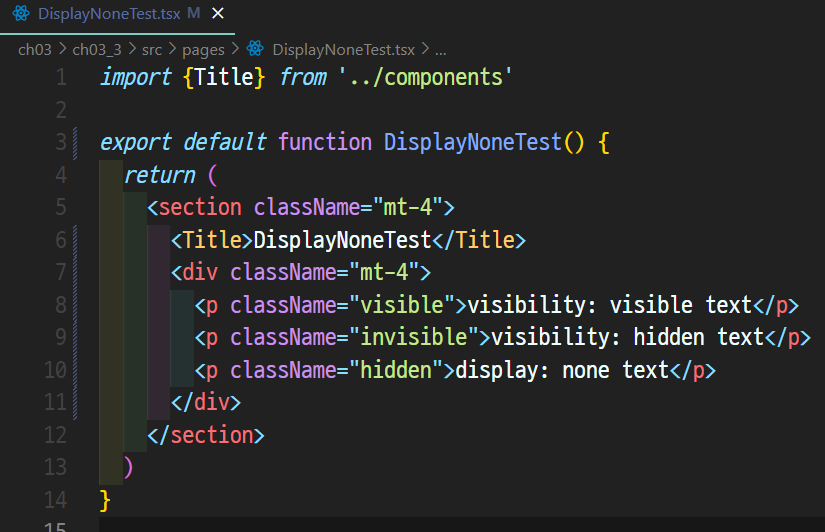 DisplayNoneTest.tsx M ×
ch03 > ch03_3 > src > pages > DisplayNoneTest.tsx > ...
1 import {Title} from '../components'
2
3 export default function DisplayNoneTest() {
4   return (
5     <section className="mt-4">
6       <Title>DisplayNoneTest</Title>
7       <div className="mt-4">
8         <p className="visible">visibility: visible text</p>
9         <p className="invisible">visibility: hidden text</p>
10         <p className="hidden">display: none text</p>
11       </div>
12     </section>
13   )
14 }
15